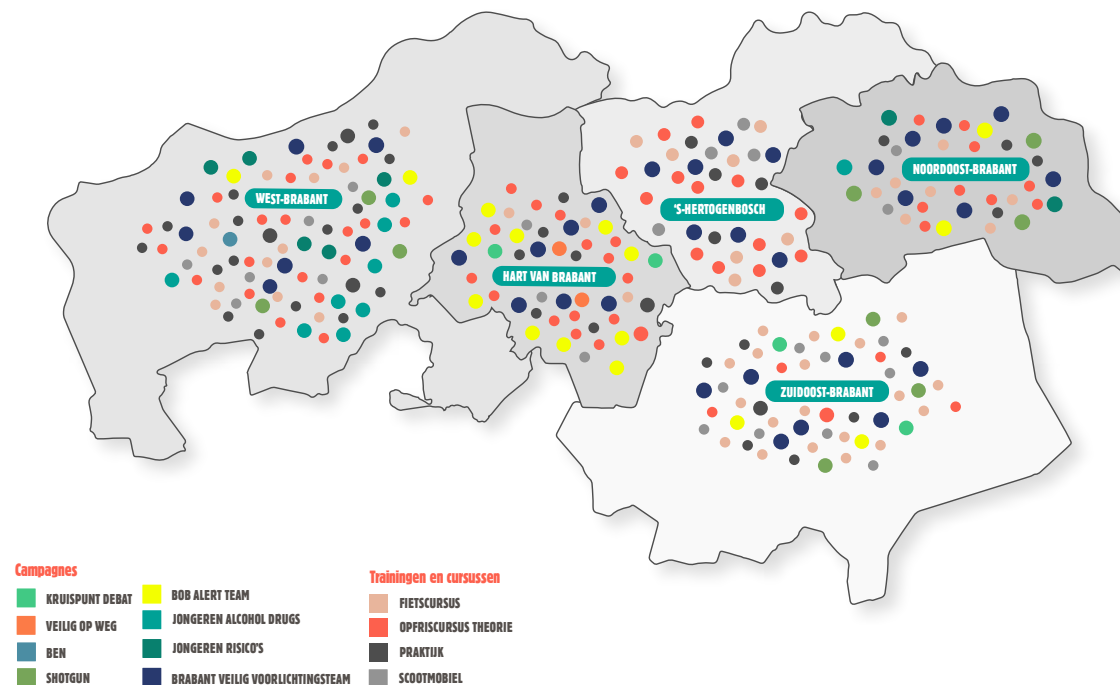 WEST-BRABANT
'S-HERTOGENBOSCH
NOORDOOST-BRABANT
HART VAN BRABANT
ZUIDOOST-BRABANT
Campagnes
KRUISPUNT DEBAT
VEILIG OP WEG
BEN
SHOTGUN
BOB ALERT TEAM
JONGEREN ALCOHOL DRUGS
JONGEREN RISICO'S
BRABANT VEILIG VOORLICHTINGSTEAM
Trainingen en cursussen
FIETSCURSUS
OPFRISCURSUS THEORIE
PRAKTIJK
SCOOTMOBIEL